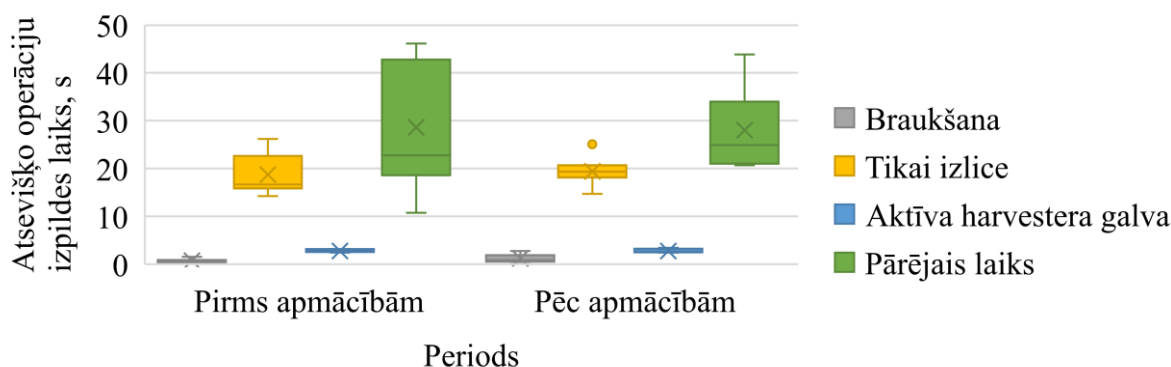 Atsevišķo operāciju
izpildes laiks, s
50
40
30
20
10
0
Pirms apmācībām
Pēc apmācībām
Periods
Braukšana
Tikai izlice
Aktīva harvestera galva
Pārējais laiks